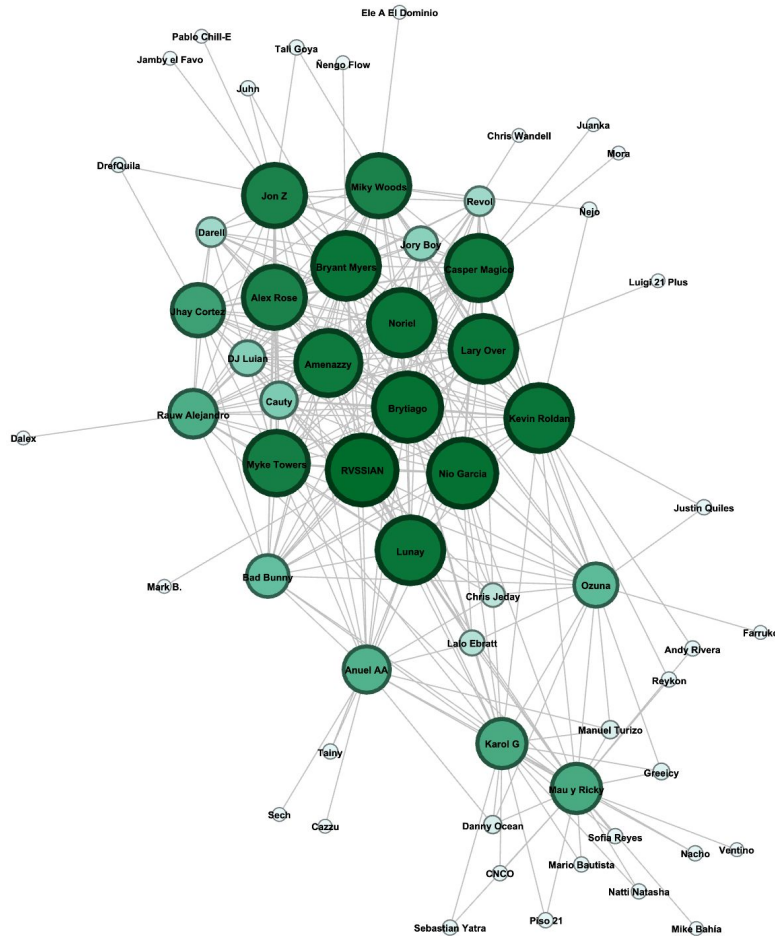 Ele A El Dominio
Pablo Chill-E
Tali Goya
Jamby el Favo
Ñengo Flow
Juhn
Juanka
Chris Wandell
Mora
DrefQuila
Miky Woods
Jon Z
Revol
Ñejo
Darell
Jory Boy
Bryant Myers
Casper Magico
Luigi 21 Plus
Alex Rose
Jhay Cortez
Noriel
Lary Over
DJ Luian
Amenazzy
Cauty
Brytiago
Rauw Alejandro
Kevin Roldan
Dalex
Myke Towers
RVSSIAN
Nio Garcia
Justin Quiles
Lunay
Bad Bunny
Mark B.
Ozuna
Chris Jeday
Farruko
Lalo Ebratt
Andy Rivera
Anuel AA
Reykon
Manuel Turizo
Karol G
Tainy
Greeicy
Mau y Ricky
Sech
Cazzu
Danny Ocean
Sofia Reyes
Ventino
Nacho
Mario Bautista
CNCO
Natti Natasha
Piso 21
Sebastian Yatra
Mike Bahía